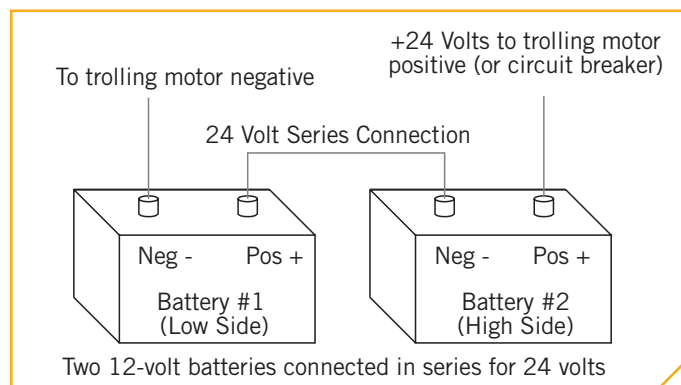 +24 Volts to trolling motor
positive (or circuit breaker)
To trolling motor negative
24 Volt Series Connection
Neg - Pos +
Battery #1
(Low Side)
Neg - Pos +
Battery #2
(High Side)
Two 12-volt batteries connected in series for 24 volts